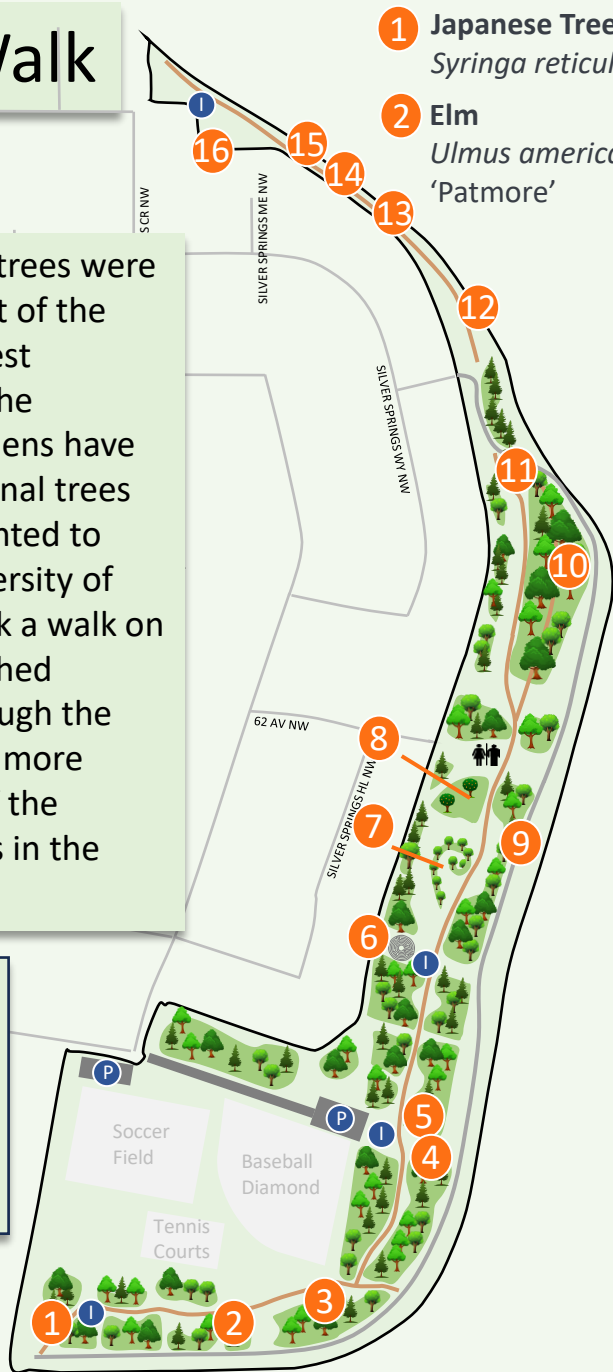 Walk
1 Japanese Tree
Syringa reticul
2 Elm
Ulmus america
‘Patmore’
trees were
t of the
est
he
ens have
nal trees
nted to
ersity of
k a walk on
hed
ough the
more
the
s in the
S CR NW
SILVER SPRINGS ME NW
SILVER SPRINGS WY NW
62 AV NW
SILVER SPRINGS HL NW
I
16
15
14
13
12
11
10
8
7
9
6
I
P
P
I
5
4
Soccer
Field
Baseball
Diamond
Tennis
Courts
1
I
2
3